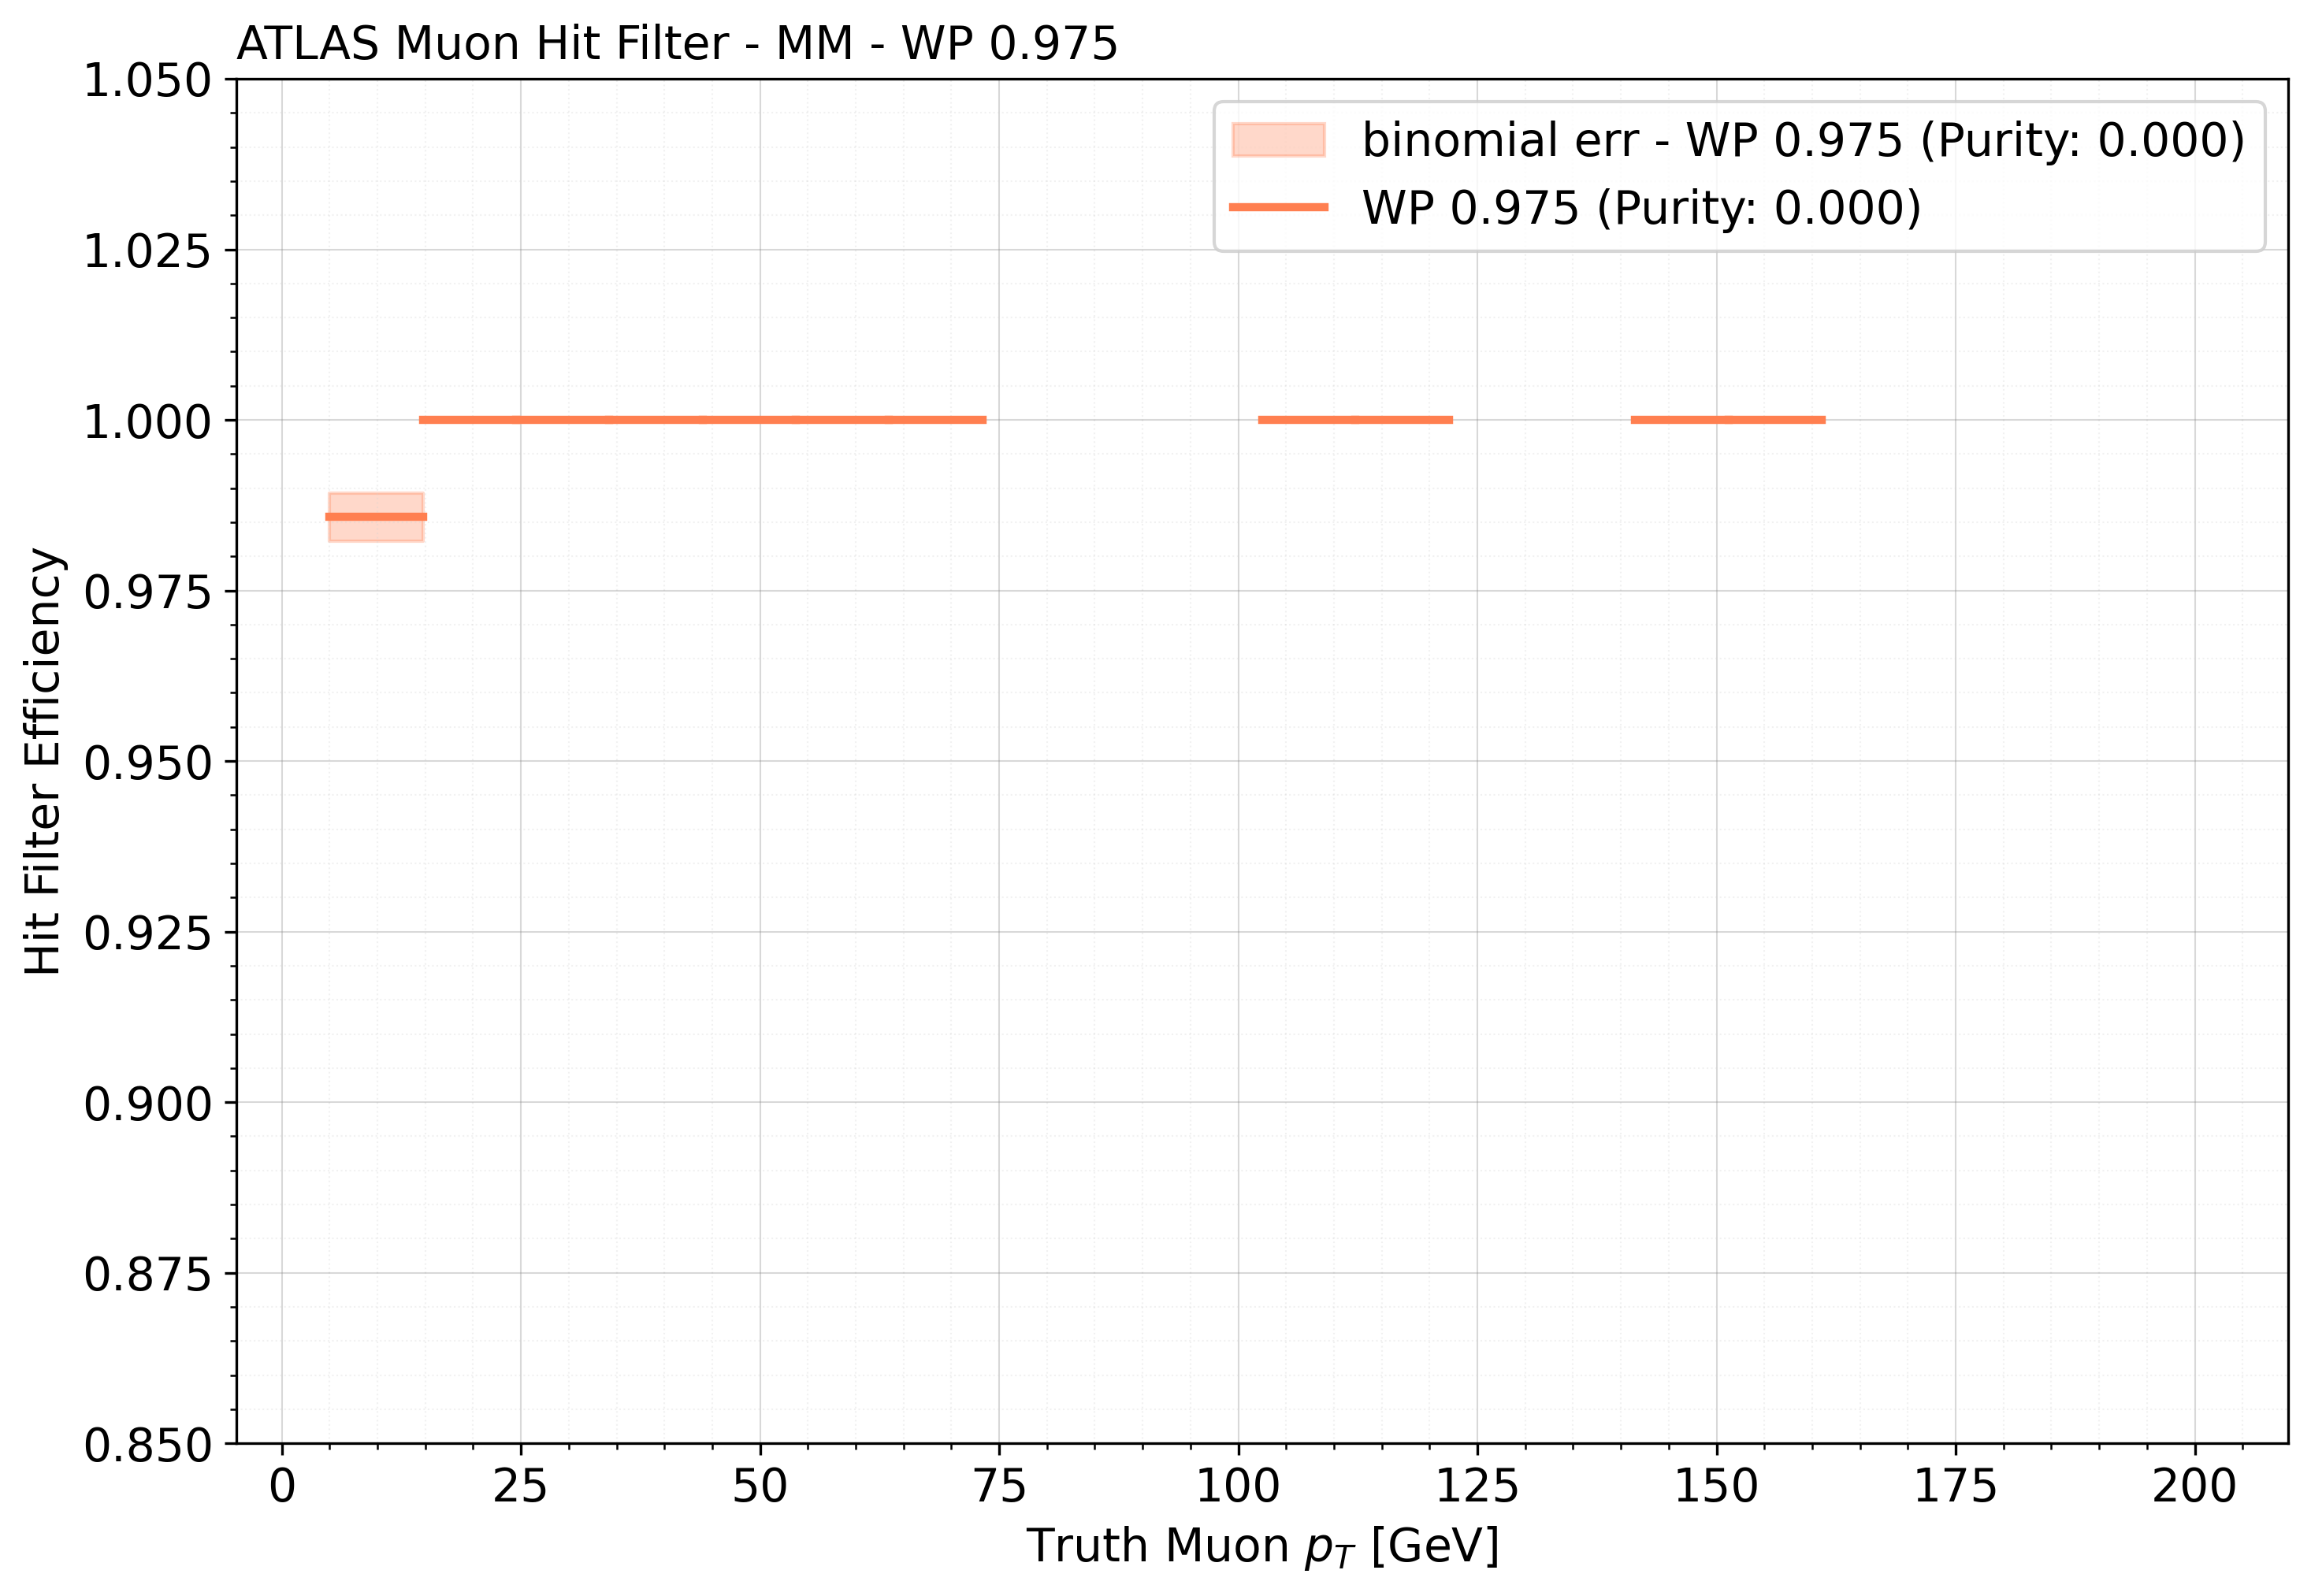 ATLAS Muon Hit Filter - MM - WP 0.975
binomial err - WP 0.975 (Purity: 0.000)
WP 0.975 (Purity: 0.000)
Hit Filter Efficiency
1.050
1.025
1.000
0.975
0.950
0.925
0.900
0.875
0.850
0 25 50 75 100 125 150 175 200
Truth Muon p_T [GeV]